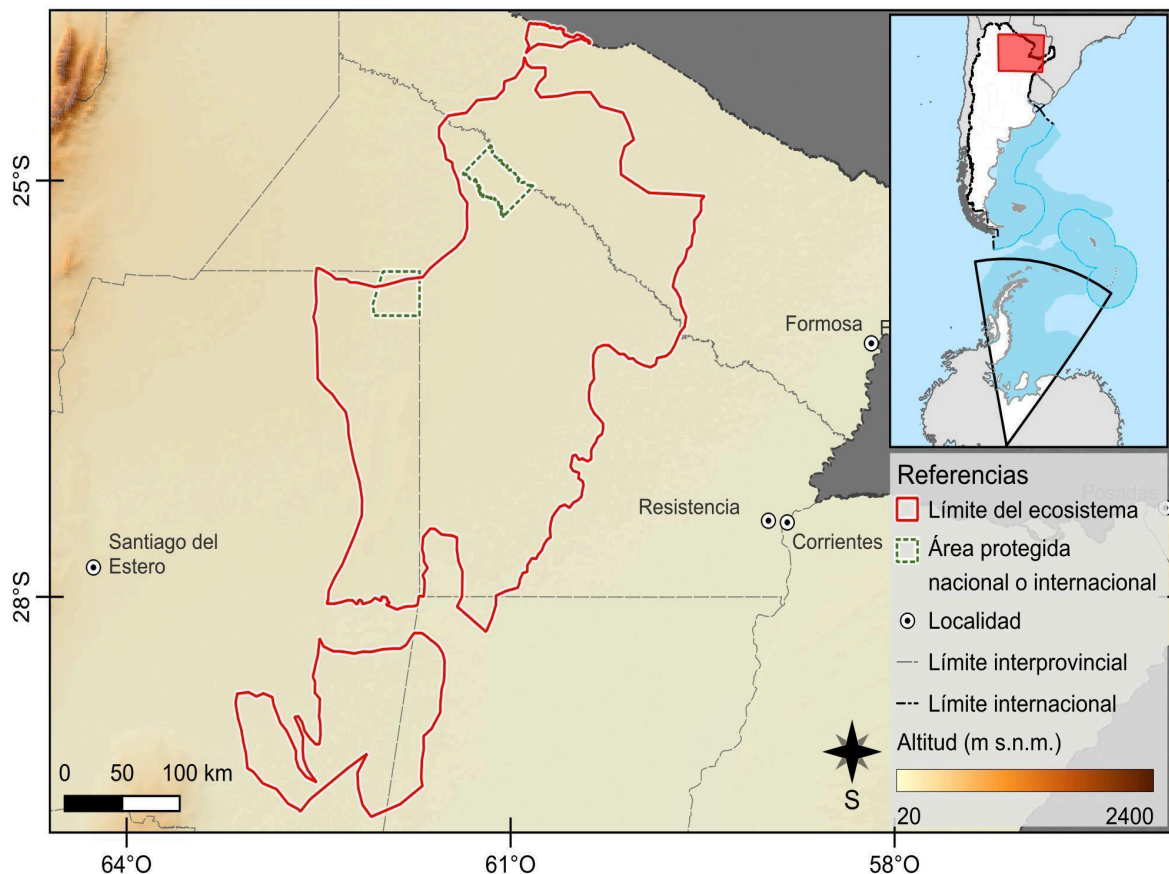 25°S
28°S
64°O
61°O
58°O
Formosa
F
Resistencia
Corrientes
Santiago del
Estero
Posadas
0 50 100 km
S
Referencias
Límite del ecosistema
Área protegida
nacional o internacional
Localidad
Límite interprovincial
Límite internacional
Altitud (m s.n.m.)
20 2400